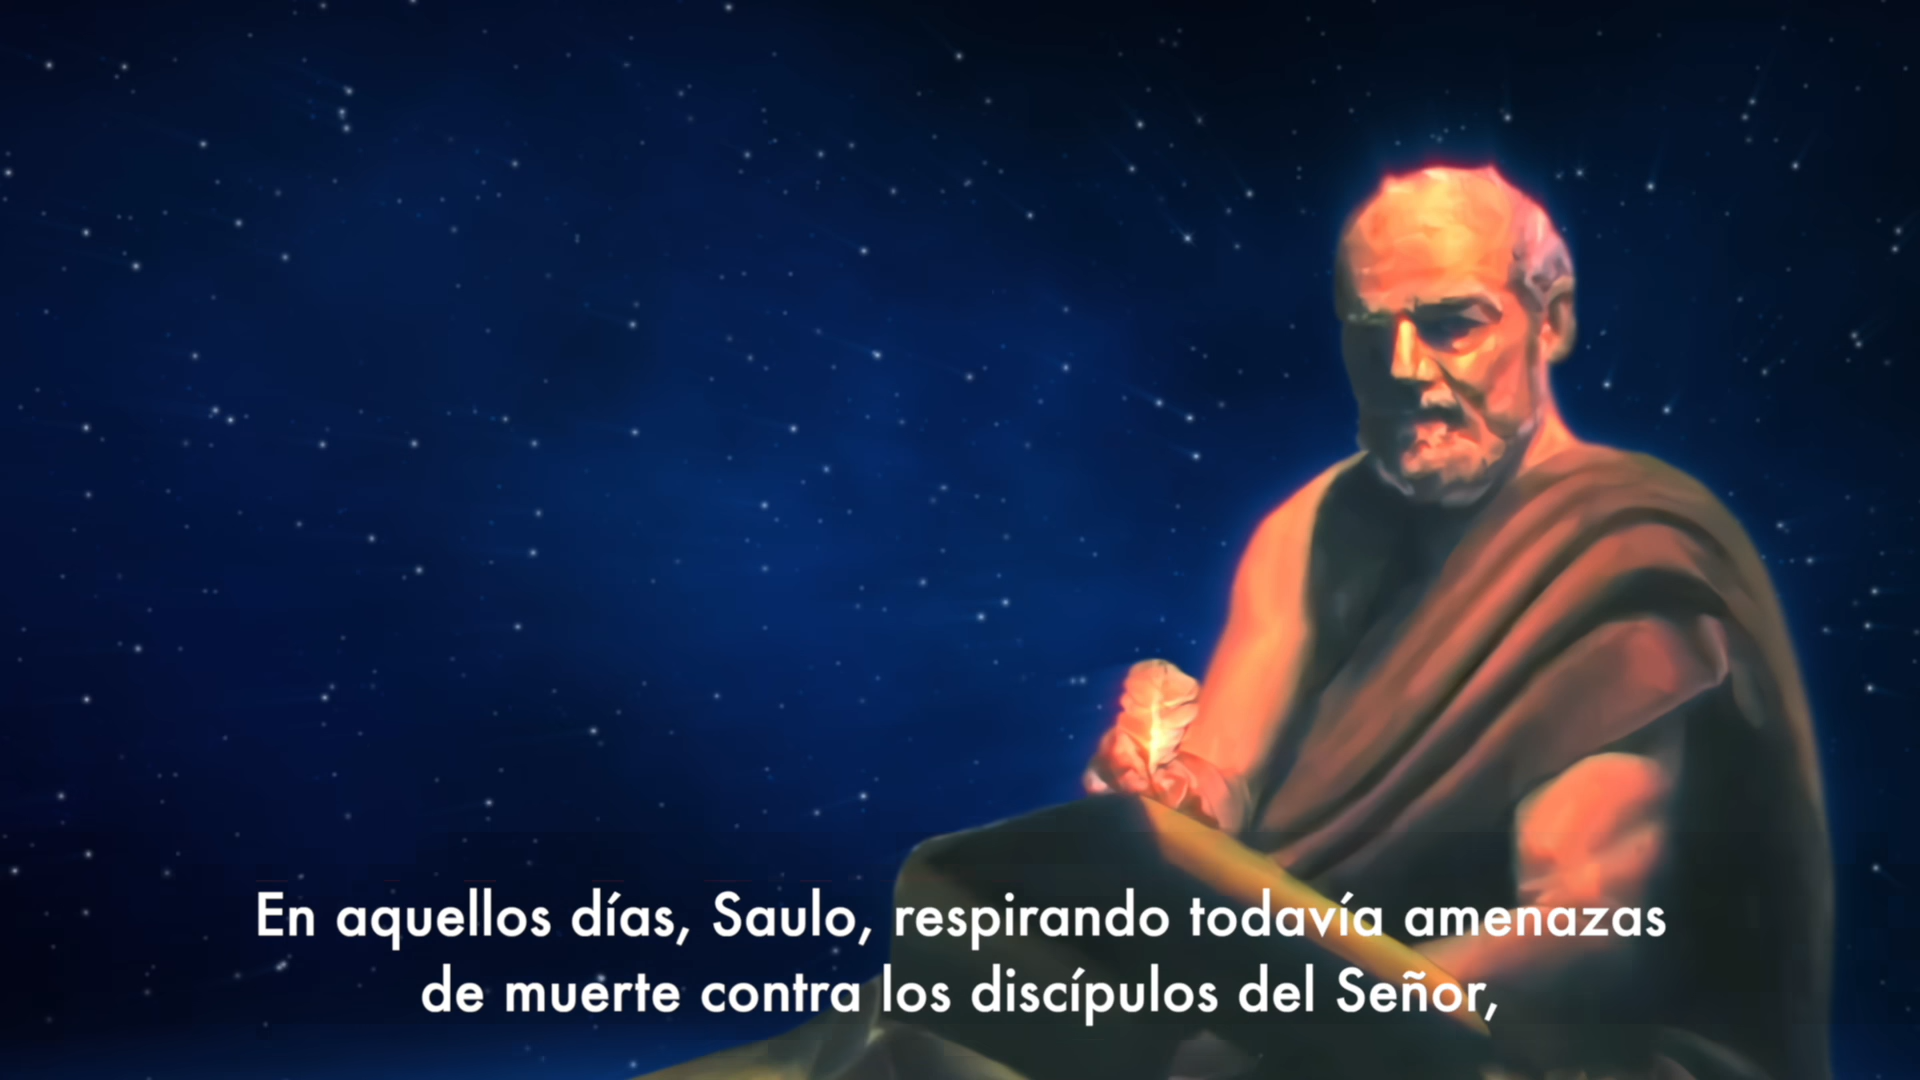 En aquellos días, Saulo, respirando todavía amenazas
de muerte contra los discípulos del Señor,